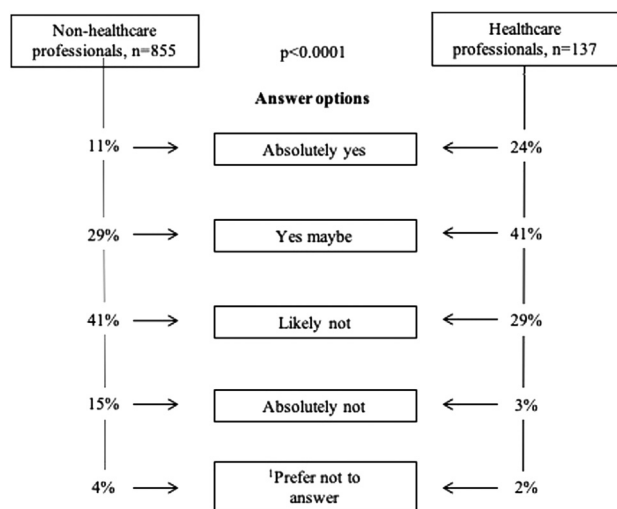 Non-healthcare
professionals, n=855
p<0.0001
Healthcare
professionals, n=137
Answer options
11% Absolutely yes 24%
29% Yes maybe 41%
41% Likely not 29%
15% Absolutely not 3%
4% ¹Prefer not to
answer 2%